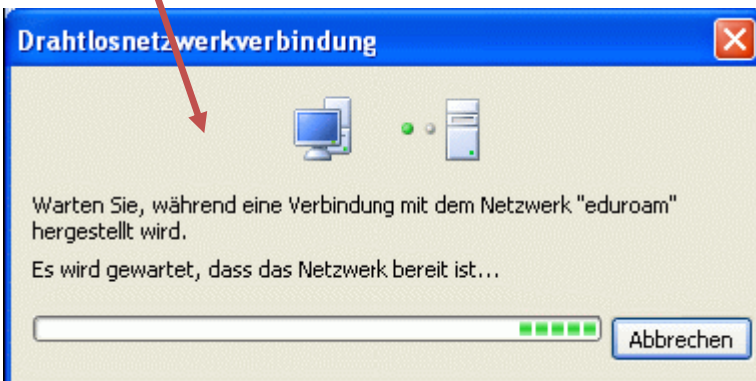 Drahtlosnetzwerkverbindung
Warten Sie, während eine Verbindung mit dem Netzwerk "eduroam"
hergestellt wird.
Es wird gewartet, dass das Netzwerk bereit ist...
Abbrechen